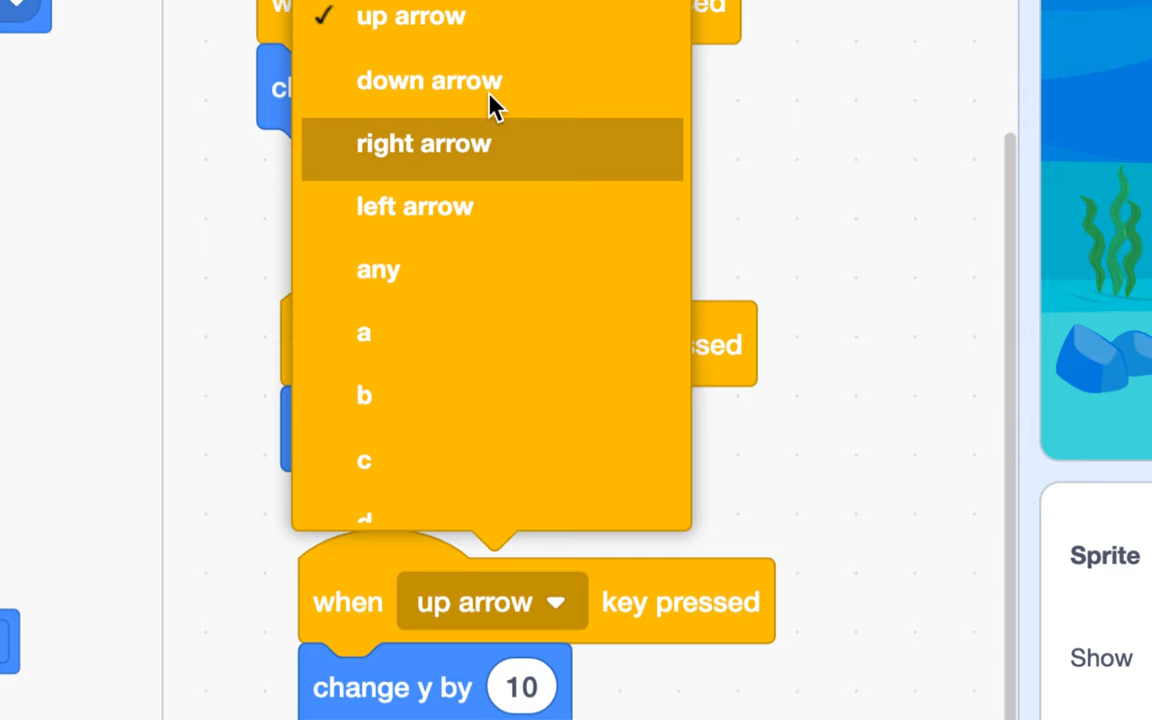 up arrow
down arrow
right arrow
left arrow
any
a
b
c
d
when up arrow key pressed
change y by 10
Sprite
Show